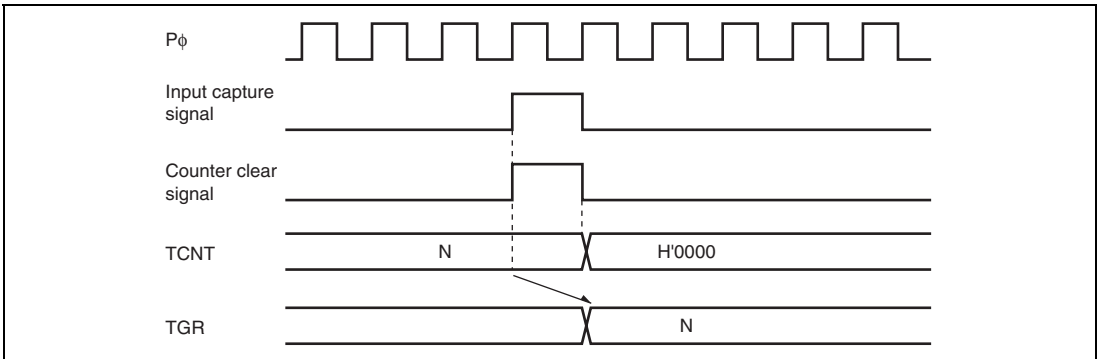 Pϕ
Input capture
signal
Counter clear
signal
TCNT
N
H'0000
TGR
N